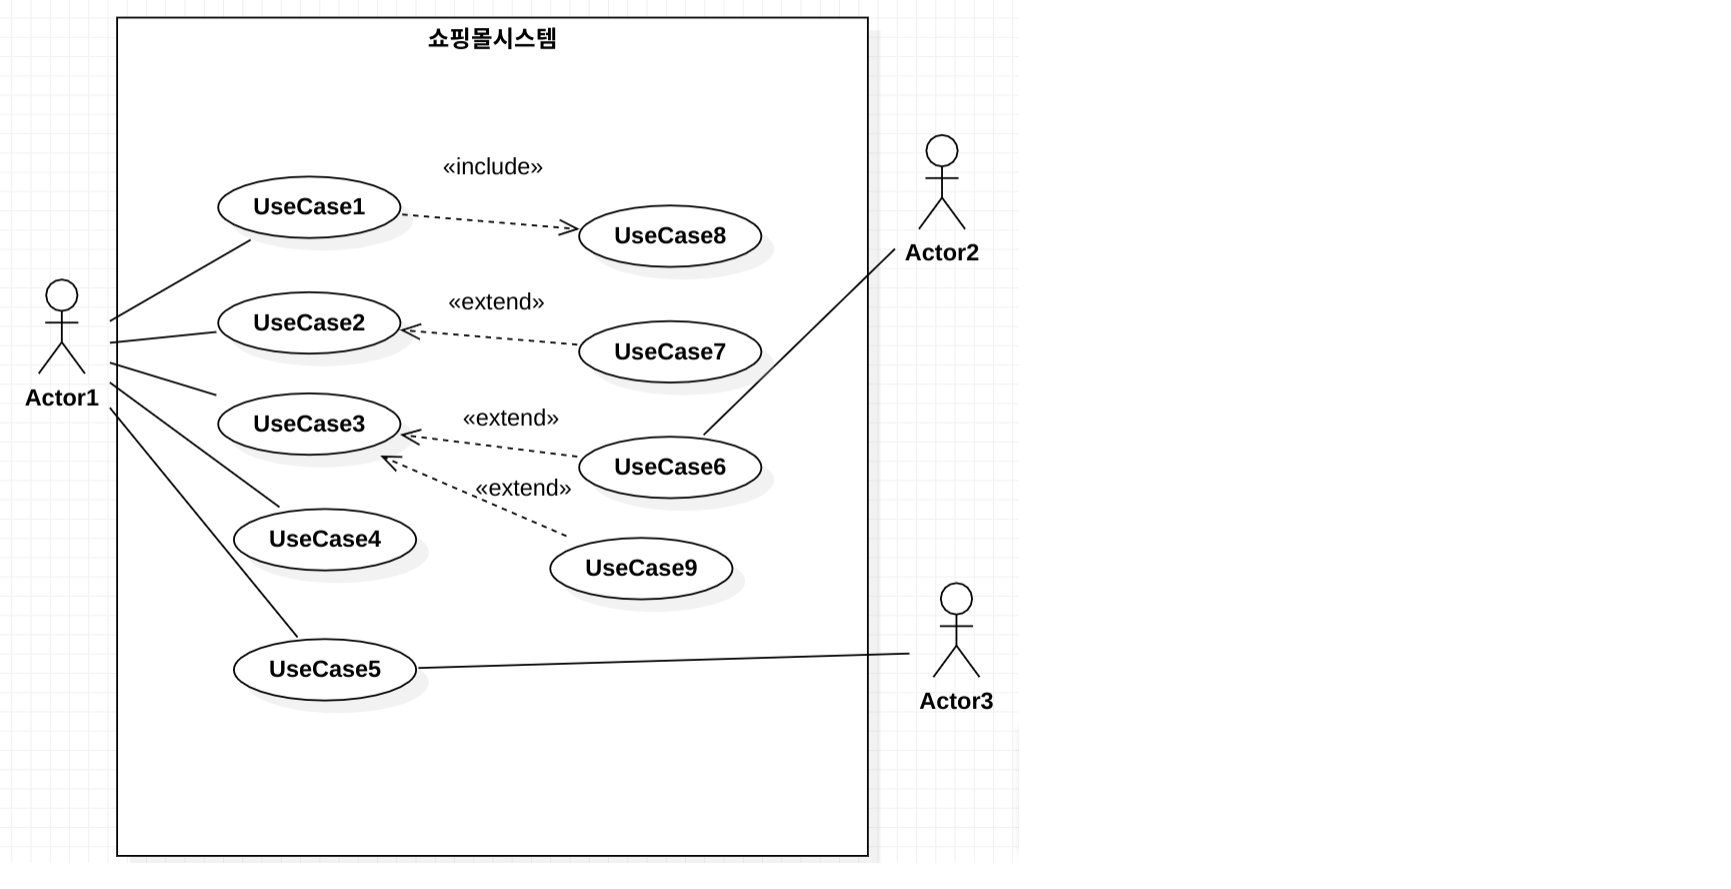 쇼핑몰시스템
«include»
UseCase1
UseCase8
Actor2
«extend»
UseCase2
UseCase7
Actor1
«extend»
UseCase3
UseCase6
«extend»
UseCase4
UseCase9
UseCase5
Actor3